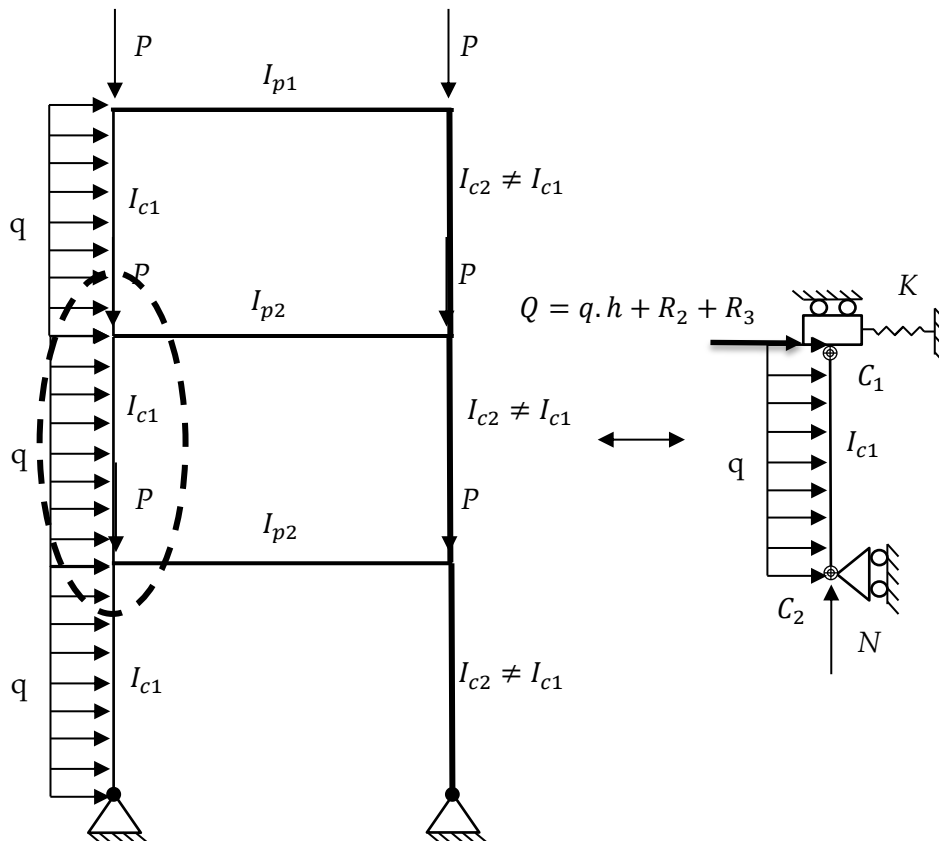 P
P
I_{p1}
I_{c1}
I_{c2} ≠ I_{c1}
q
P
P
K
I_{p2}
Q = q.h + R_2 + R_3
C_1
I_{c1}
I_{c2} ≠ I_{c1}
I_{c1}
q
q
P
P
I_{p2}
C_2
N
q
I_{c1}
I_{c2} ≠ I_{c1}